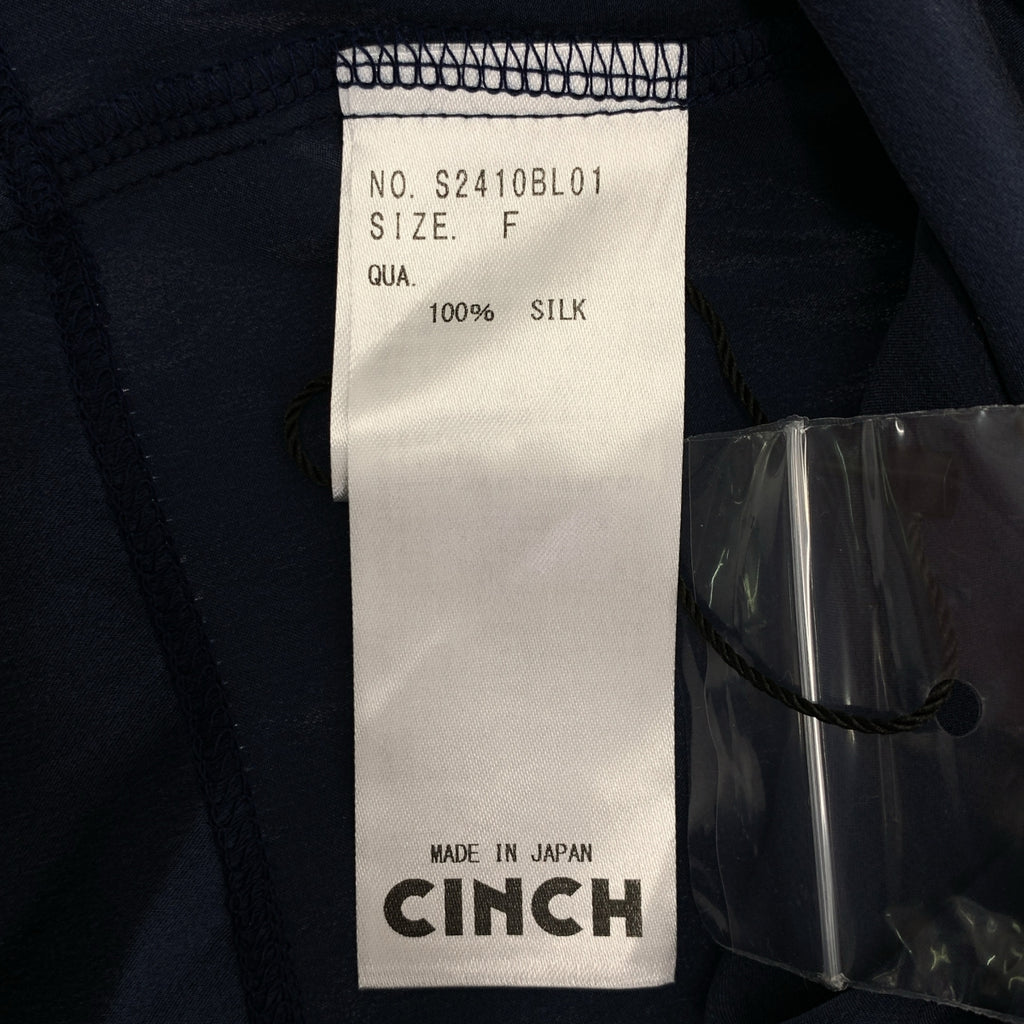 NO. S2410BL01
SIZE. F
QUA.
100% SILK
MADE IN JAPAN
CINCH